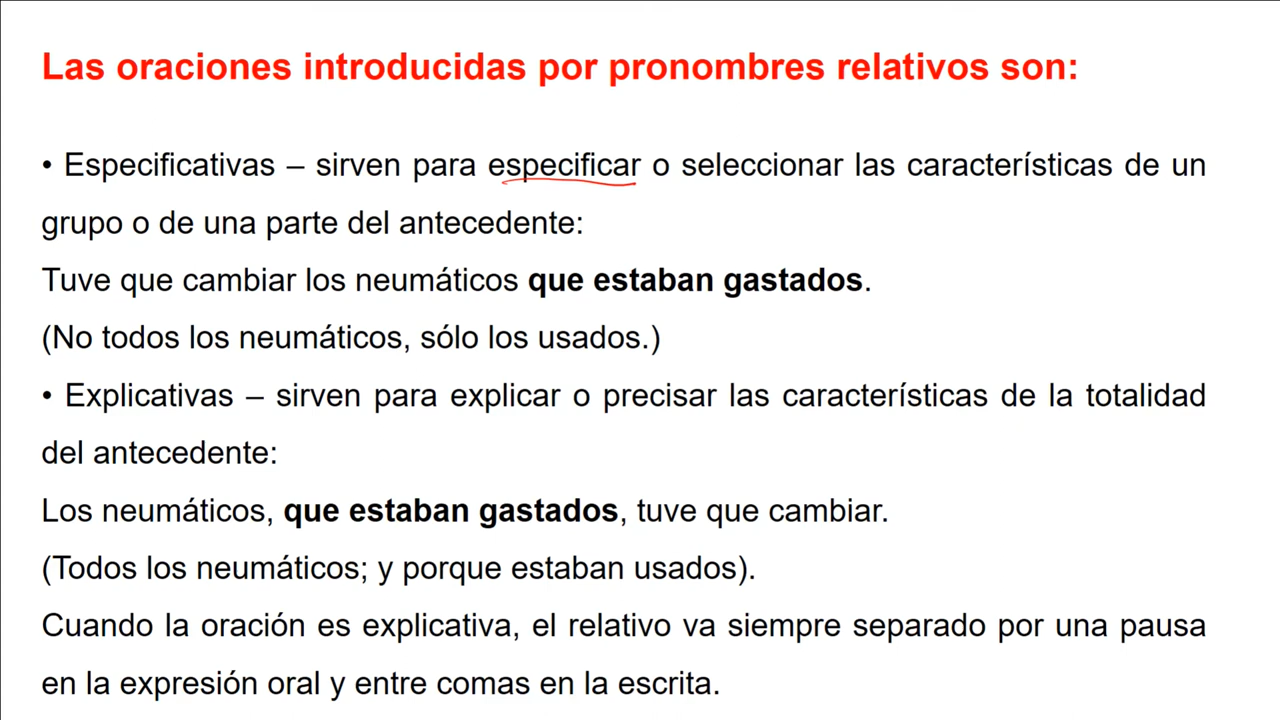 Las oraciones introducidas por pronombres relativos son:
• Especificativas – sirven para especificar o seleccionar las características de un
grupo o de una parte del antecedente:
Tuve que cambiar los neumáticos que estaban gastados.
(No todos los neumáticos, sólo los usados.)
• Explicativas – sirven para explicar o precisar las características de la totalidad
del antecedente:
Los neumáticos, que estaban gastados, tuve que cambiar.
(Todos los neumáticos; y porque estaban usados).
Cuando la oración es explicativa, el relativo va siempre separado por una pausa
en la expresión oral y entre comas en la escrita.